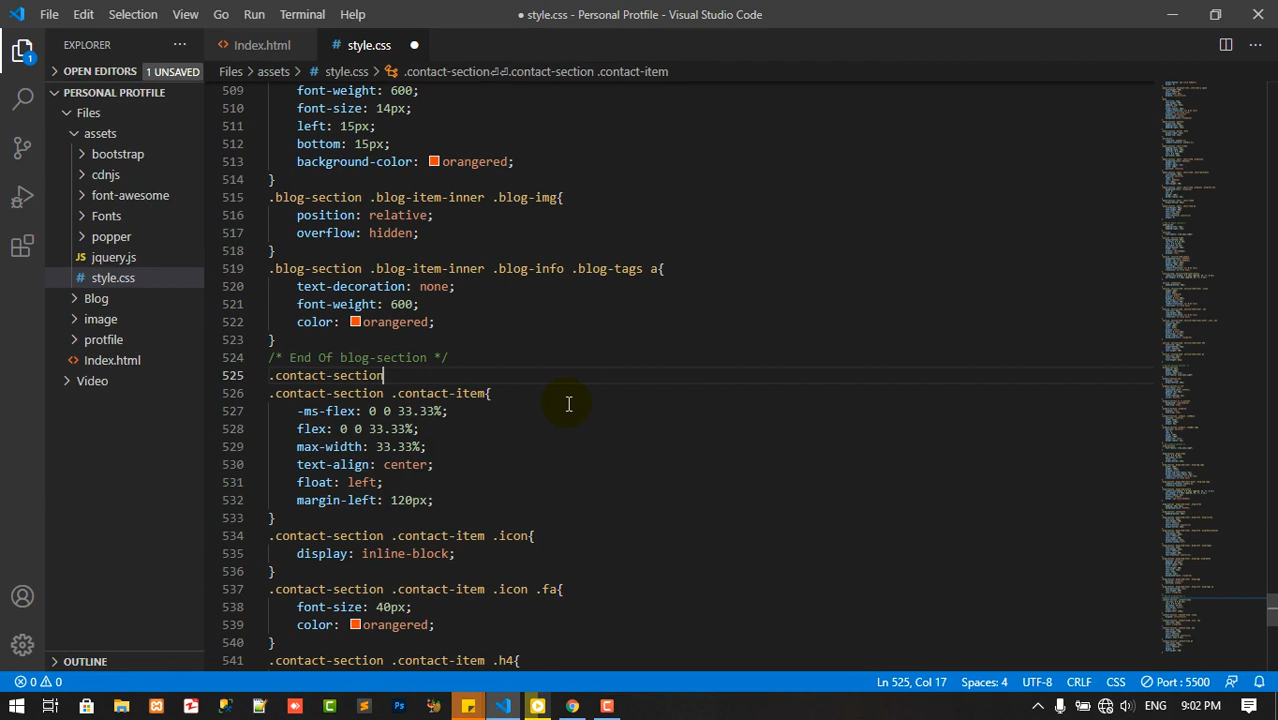 File Edit Selection View Go Run Terminal Help
● style.css - Personal Protfile - Visual Studio Code
EXPLORER
Index.html
style.css
OPEN EDITORS 1 UNSAVED
Files > assets > # style.css > .contact-section⏎⏎.contact-section .contact-item
PERSONAL PROTFILE
Files
assets
bootstrap
cdnjs
font-awesome
Fonts
popper
JS jquery.js
# style.css
Blog
image
profile
Index.html
Video
OUTLINE
1
509 font-weight: 600;
510 font-size: 14px;
511 left: 15px;
512 bottom: 15px;
513 background-color: orangered;
514 }
515 .blog-section .blog-item-inner .blog-img{
516 position: relative;
517 overflow: hidden;
518 }
519 .blog-section .blog-item-inner .blog-info .blog-tags a{
520 text-decoration: none;
521 font-weight: 600;
522 color: orangered;
523 }
524 /* End Of blog-section */
525 .contact-section
526 .contact-section .contact-item{
527 -ms-flex: 0 0 33.33%;
528 flex: 0 0 33.33%;
529 max-width: 33.33%;
530 text-align: center;
531 float: left;
532 margin-left: 120px;
533 }
534 .contact-section .contact-item .icon{
535 display: inline-block;
536 }
537 .contact-section .contact-item .icon .fa{
538 font-size: 40px;
539 color: orangered;
540 }
541 .contact-section .contact-item .h4{
0 0 Ln 525, Col 17 Spaces: 4 UTF-8 CRLF CSS Port : 5500
ENG 9:02 PM